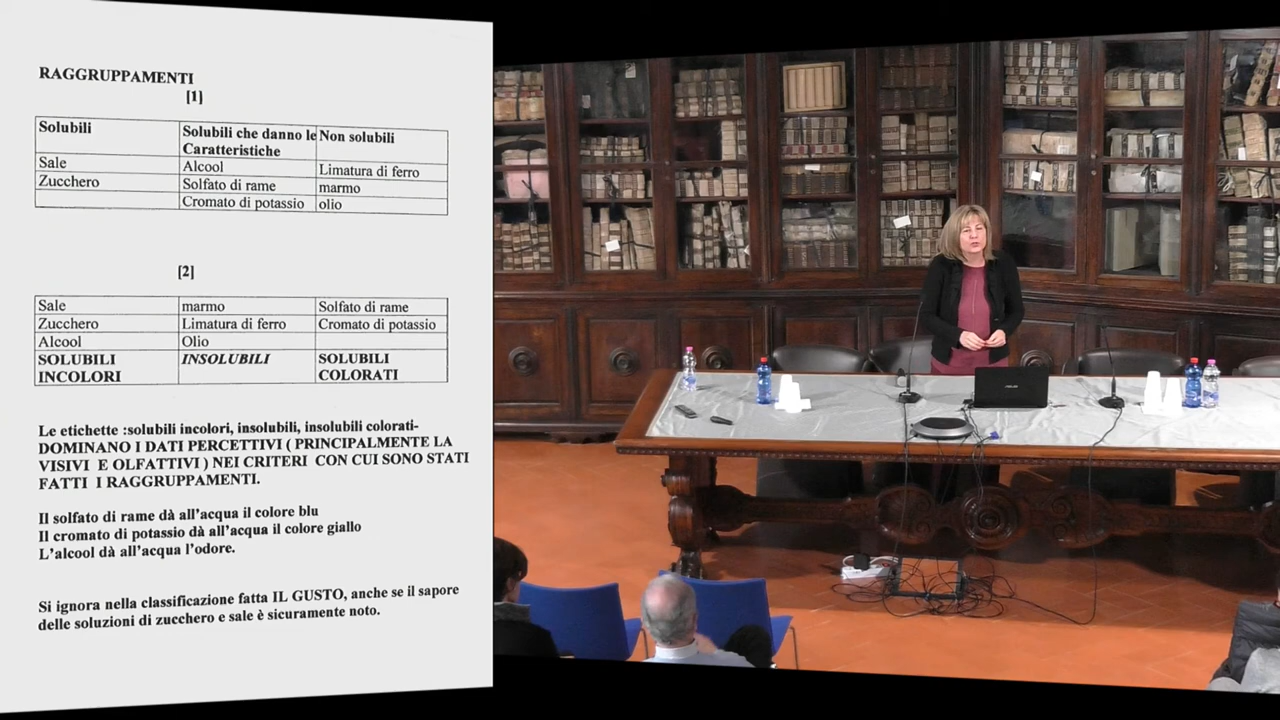 RAGGRUPPAMENTI
[1]
Solubili Solubili che danno le Caratteristiche Non solubili
Sale Alcool Limatura di ferro
Zucchero Solfato di rame marmo
Cromato di potassio olio
[2]
Sale marmo Solfato di rame
Zucchero Limatura di ferro Cromato di potassio
Alcool Olio
SOLUBILI INCOLORI INSOLUBILI SOLUBILI COLORATI
Le etichette :solubili incolori, insolubili, insolubili colorati-
DOMINANO I DATI PERCETTIVI ( PRINCIPALMENTE LA
VISIVI E OLFATTIVI ) NEI CRITERI CON CUI SONO STATI
FATTI I RAGGRUPPAMENTI.
Il solfato di rame dà all'acqua il colore blu
Il cromato di potassio dà all'acqua il colore giallo
L'alcool dà all'acqua l'odore.
Si ignora nella classificazione fatta IL GUSTO, anche se il sapore
delle soluzioni di zucchero e sale è sicuramente noto.